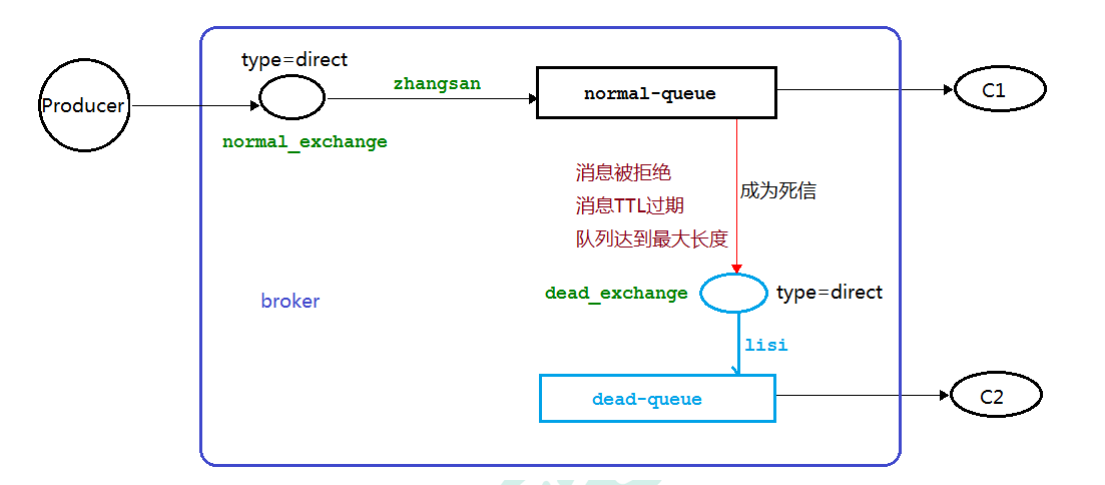 type=direct
Producer
zhangsan
normal-queue
C1
normal_exchange
消息被拒绝
消息TTL过期
队列达到最大长度
成为死信
broker
dead_exchange
type=direct
lisi
dead-queue
C2